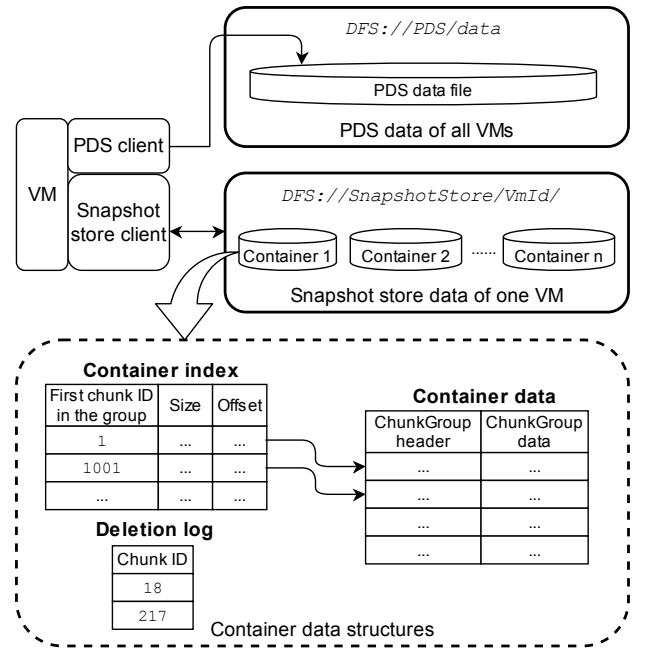 DFS://PDS/data
PDS data file
PDS data of all VMs
VM
PDS client
Snapshot
store client
DFS://SnapshotStore/VmId/
Container 1
Container 2
......
Container n
Snapshot store data of one VM
Container index
First chunk ID
in the group
Size
Offset
1
...
...
1001
...
...
...
...
...
Container data
ChunkGroup
header
ChunkGroup
data
...
...
...
...
...
...
...
...
Deletion log
Chunk ID
18
217
Container data structures